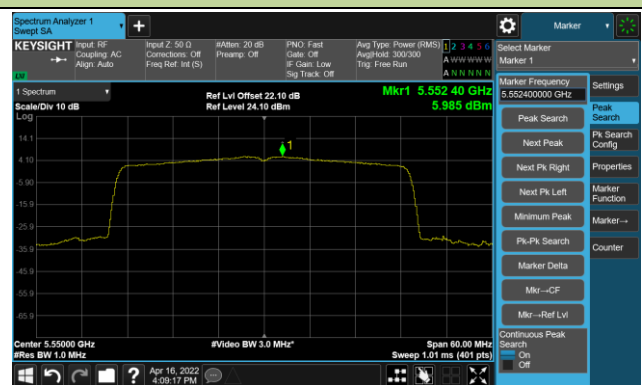 Spectrum Analyzer 1
Swept SA
Marker
KEYSIGHT
Input: RF
Coupling: AC
Align: Auto
Input Z: 50 Ω
Corrections: Off
Freq Ref: Int (S)
#Atten: 20 dB
Preamp: Off
PNO: Fast
Gate: Off
IF Gain: Low
Sig Track: Off
Avg Type: Power (RMS)
Avg|Hold: 300/300
Trig: Free Run
1 2 3 4 5 6
A W W W W W
A N N N N N
LV
Select Marker
Marker 1
1 Spectrum
Scale/Div 10 dB
Log
Ref Lvl Offset 22.10 dB
Ref Level 24.10 dBm
Mkr1 5.552 40 GHz
5.985 dBm
1
14.1
4.10
-5.90
-15.9
-25.9
-35.9
-45.9
-55.9
-65.9
Center 5.55000 GHz
#Res BW 1.0 MHz
#Video BW 3.0 MHz*
Span 60.00 MHz
Sweep 1.01 ms (401 pts)
Marker Frequency
5.552400000 GHz
Peak Search
Next Peak
Next Pk Right
Next Pk Left
Minimum Peak
Pk-Pk Search
Marker Delta
Mkr→CF
Mkr→Ref Lvl
Continuous Peak
Search
On
Off
Settings
Peak
Search
Pk Search
Config
Properties
Marker
Function
Marker→
Counter
?
Apr 16, 2022
4:09:17 PM